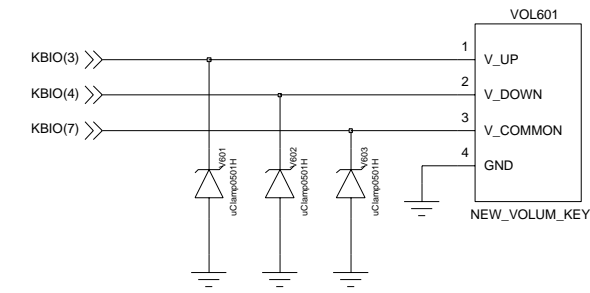 VOL601
KBIO(3)
1
V_UP
KBIO(4)
2
V_DOWN
KBIO(7)
3
V_COMMON
4
GND
V601
uClamp0501H
V602
uClamp0501H
V603
uClamp0501H
NEW_VOLUM_KEY